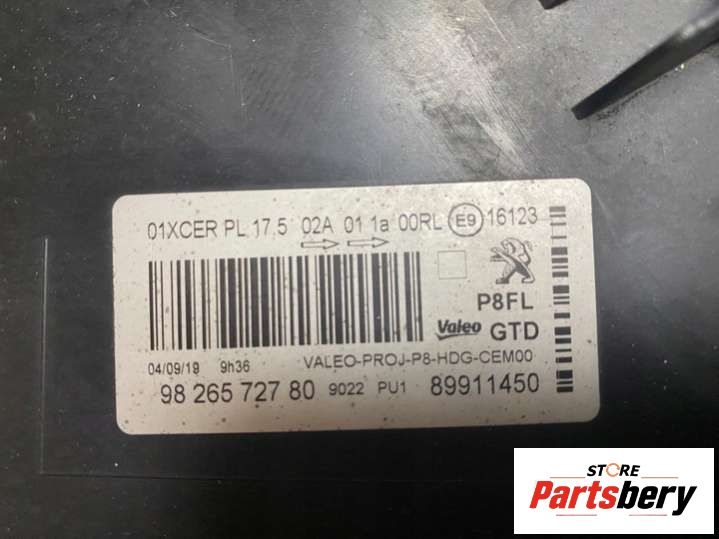 01XCER PL 17.5 02A 01 1a 00RL E9 16123
P8FL
Valeo GTD
04/09/19 9h36 VALEO-PROJ-P8-HDG-CEM00
98 265 727 80 9022 PU1 89911450
STORE
Partsbery